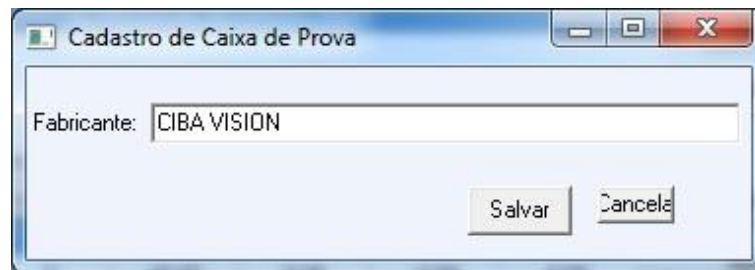 Cadastro de Caixa de Prova
Fabricante: CIBA VISION
Salvar Cancela